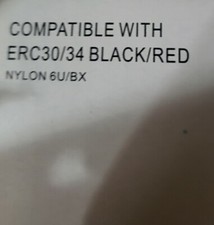 COMPATIBLE WITH
ERC30/34 BLACK/RED
NYLON 6U/BX